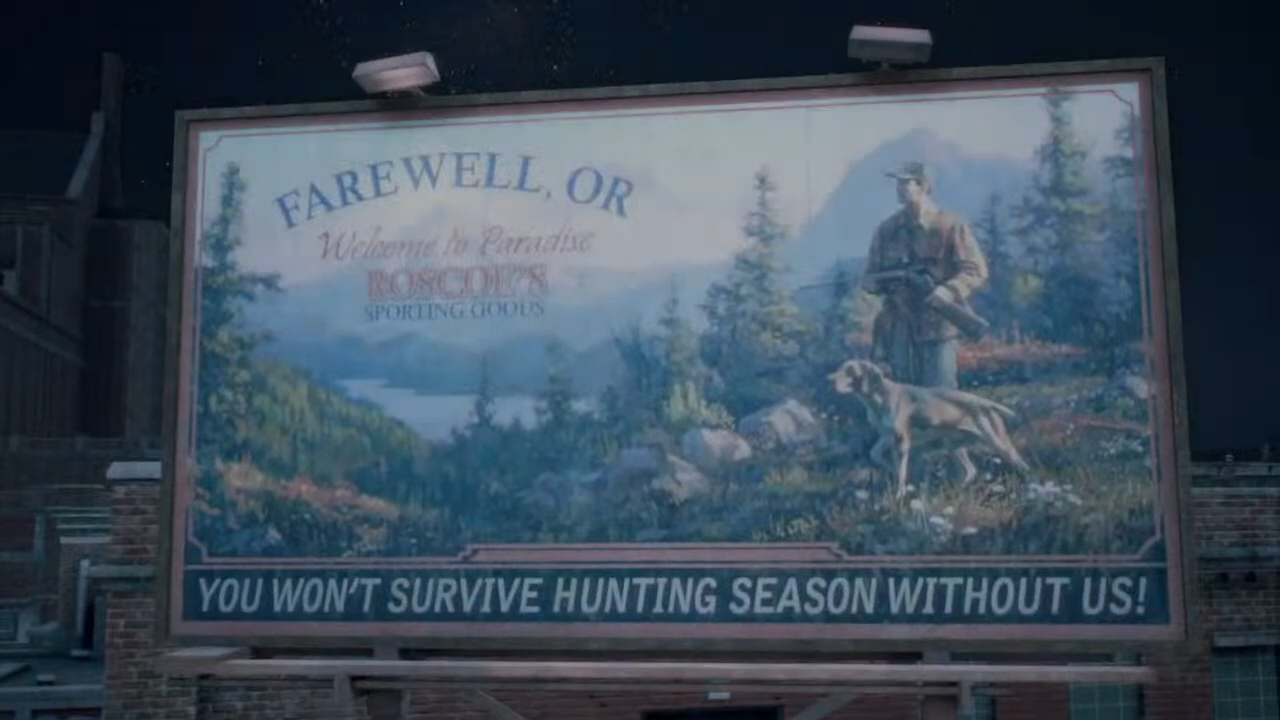 FAREWELL, OR
Welcome to Paradise
ROSCOE'S
SPORTING GOODS
YOU WON'T SURVIVE HUNTING SEASON WITHOUT US!